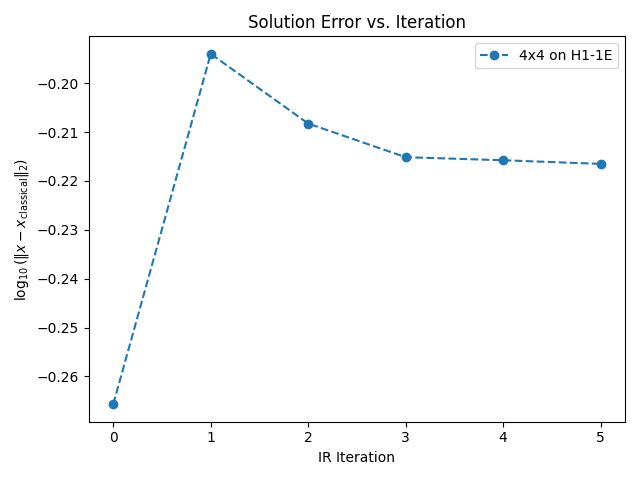 Solution Error vs. Iteration
4x4 on H1-1E
log₁₀(‖x − x_classical‖₂)
−0.20
−0.21
−0.22
−0.23
−0.24
−0.25
−0.26
0 1 2 3 4 5
IR Iteration